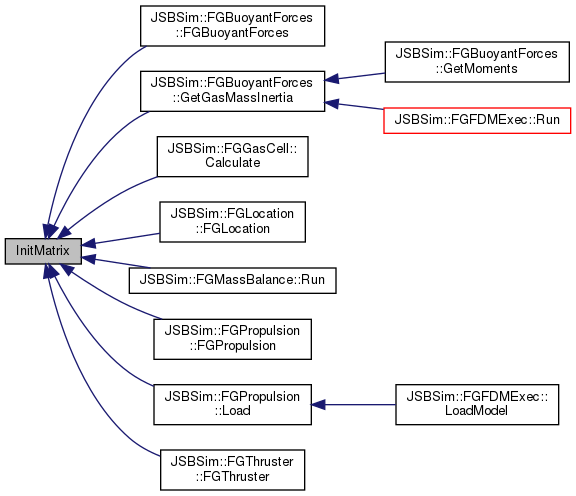 InitMatrix
JSBSim::FGBuoyantForces
::FGBuoyantForces
JSBSim::FGBuoyantForces
::GetGasMassInertia
JSBSim::FGBuoyantForces
::GetMoments
JSBSim::FGFDMExec::Run
JSBSim::FGGasCell::
Calculate
JSBSim::FGLocation
::FGLocation
JSBSim::FGMassBalance::Run
JSBSim::FGPropulsion
::FGPropulsion
JSBSim::FGPropulsion
::Load
JSBSim::FGFDMExec::
LoadModel
JSBSim::FGThruster
::FGThruster